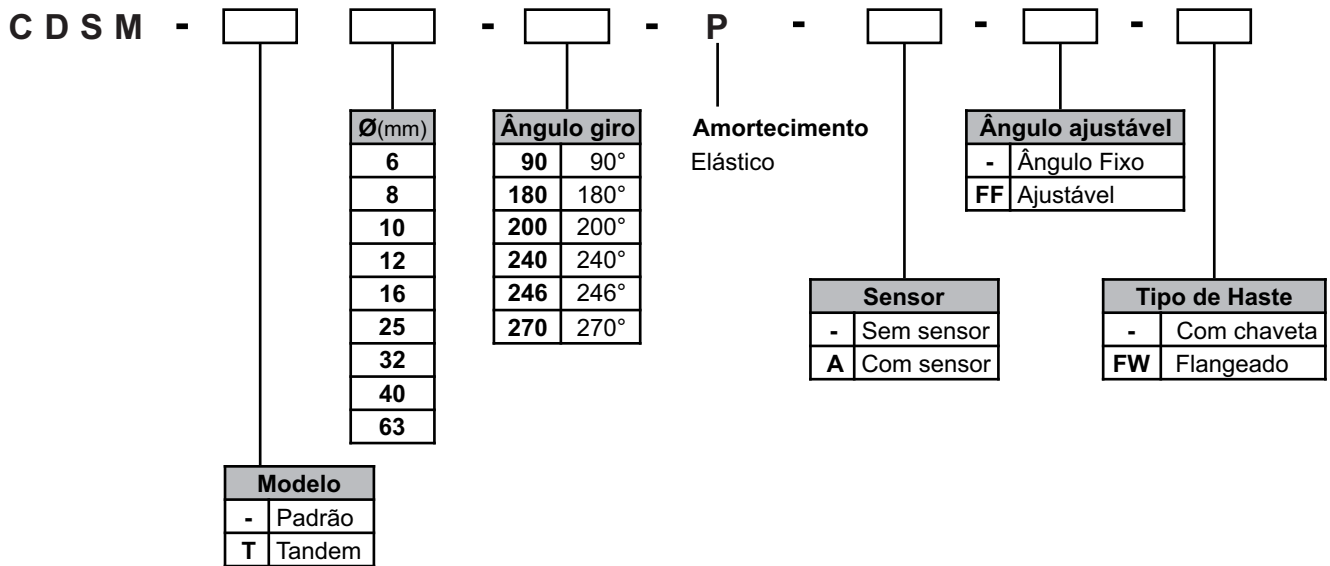 CDSM - - - P - - -
Ø(mm)
6
8
10
12
16
25
32
40
63
Ângulo giro
90 90°
180 180°
200 200°
240 240°
246 246°
270 270°
Amortecimento
Elástico
Ângulo ajustável
- Ângulo Fixo
FF Ajustável
Sensor
- Sem sensor
A Com sensor
Tipo de Haste
- Com chaveta
FW Flangeado
Modelo
- Padrão
T Tandem